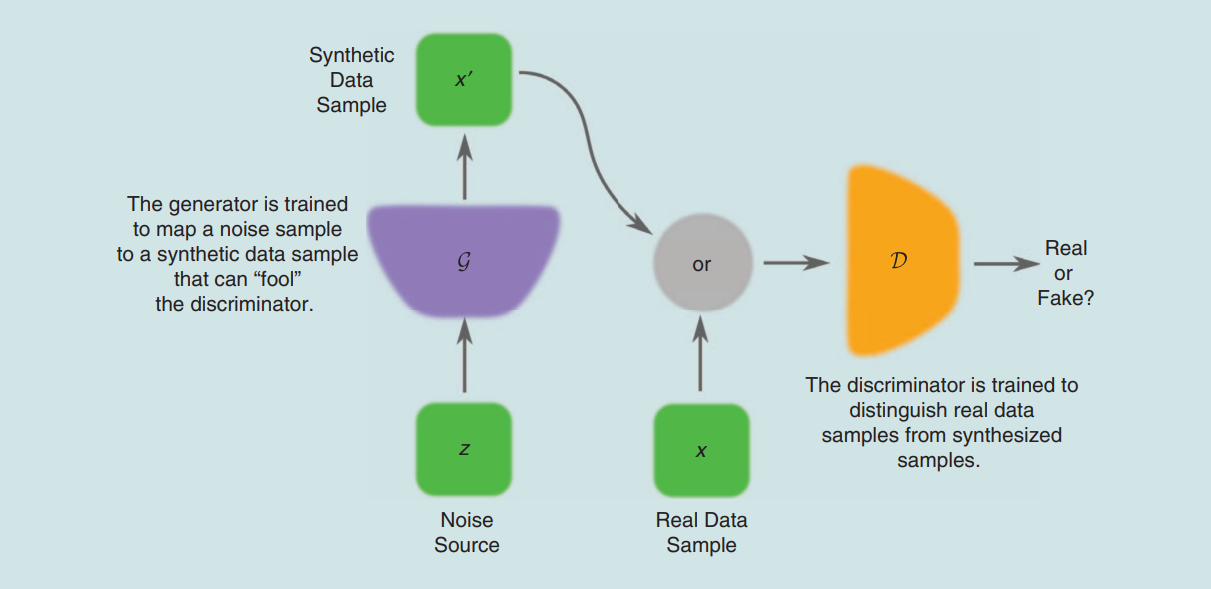 Synthetic
Data
Sample
x′
The generator is trained
to map a noise sample
to a synthetic data sample
that can “fool”
the discriminator.
𝒢
or
𝒟
Real
or
Fake?
The discriminator is trained to
distinguish real data
samples from synthesized
samples.
z
x
Noise
Source
Real Data
Sample